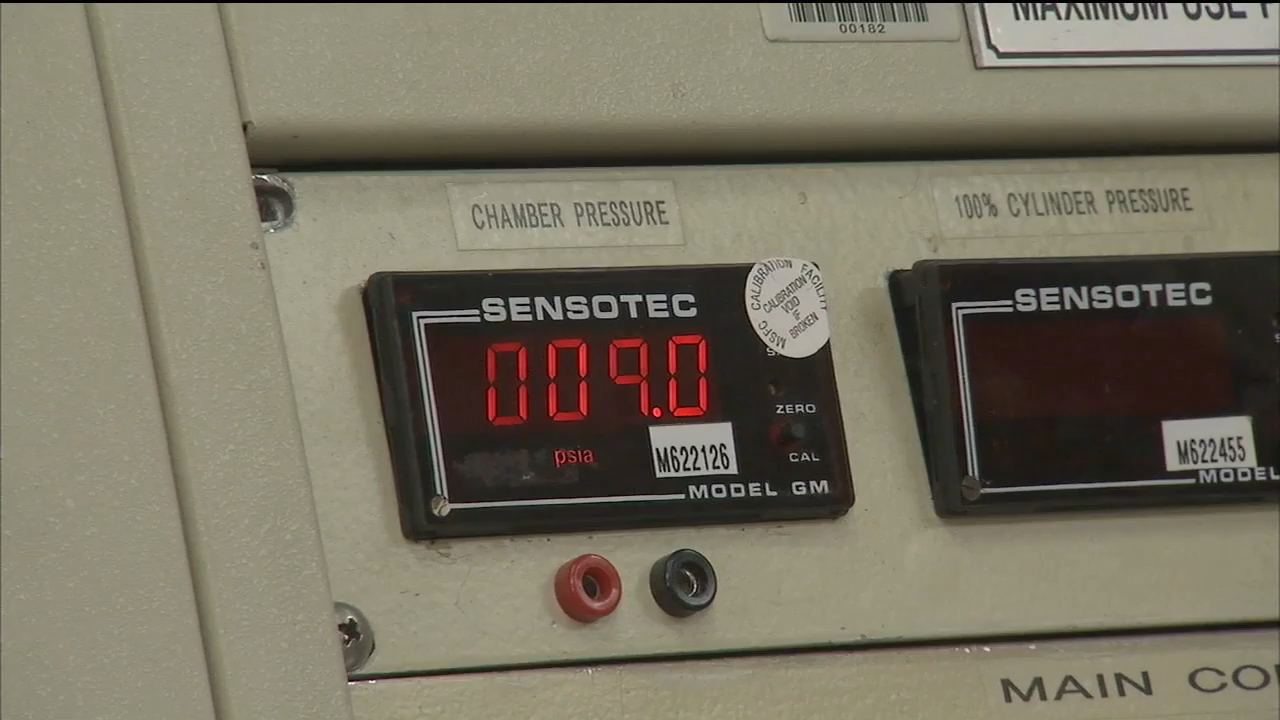 00182
MAXIMUM USE
CHAMBER PRESSURE
100% CYLINDER PRESSURE
SENSOTEC
CALIBRATION FACILITY
MSFC
CALIBRATION
VOID
IF
BROKEN
009.0
ZERO
psia
M622126
CAL
MODEL GM
SENSOTEC
M622455
MODEL
MAIN CO